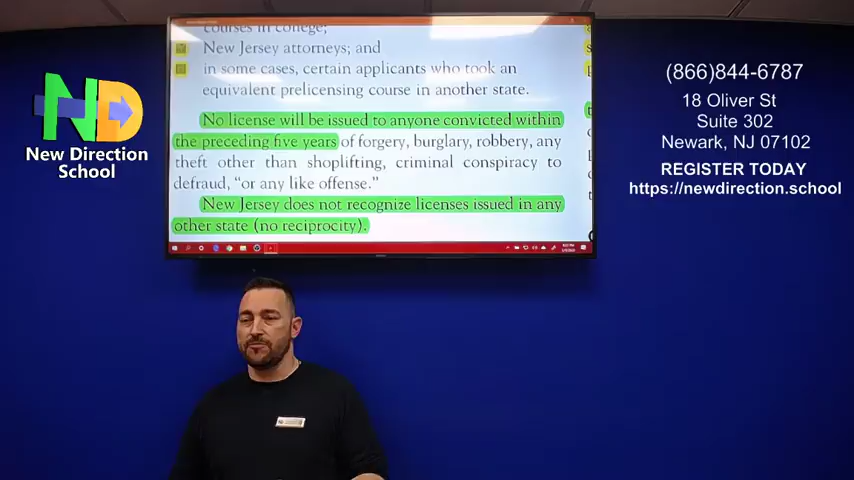 courses in college;
New Jersey attorneys; and
in some cases, certain applicants who took an
equivalent prelicensing course in another state.
No license will be issued to anyone convicted within
the preceding five years of forgery, burglary, robbery, any
theft other than shoplifting, criminal conspiracy to
defraud, "or any like offense."
New Jersey does not recognize licenses issued in any
other state (no reciprocity).
ND
New Direction
School
(866)844-6787
18 Oliver St
Suite 302
Newark, NJ 07102
REGISTER TODAY
https://newdirection.school